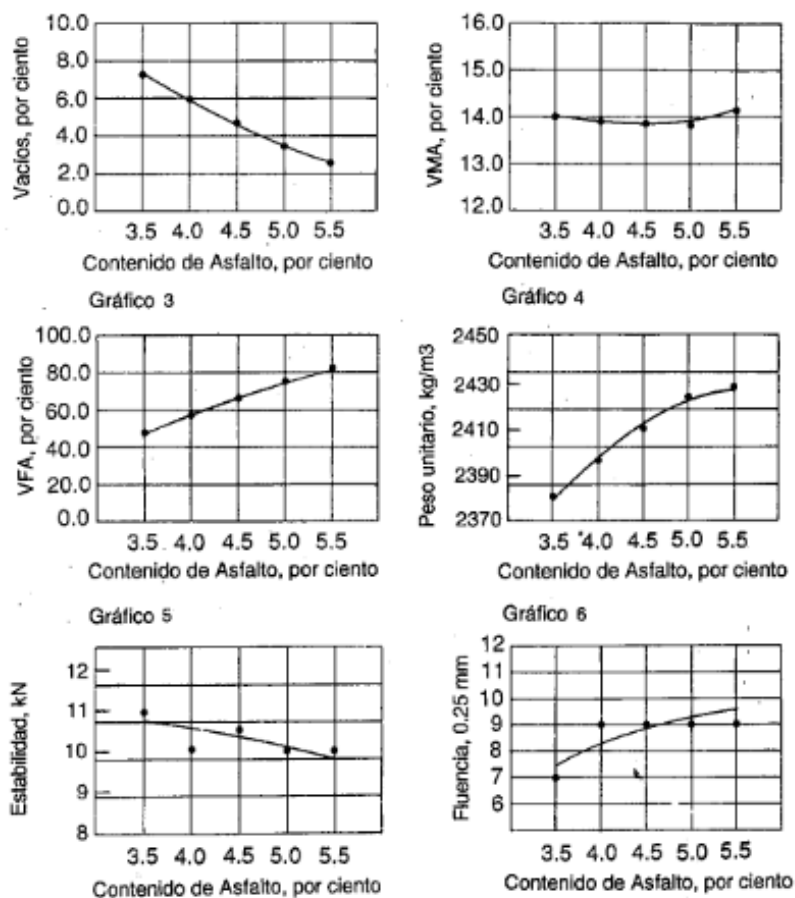 Vacíos, por ciento
10.0
8.0
6.0
4.0
2.0
0.0
3.5 4.0 4.5 5.0 5.5
Contenido de Asfalto, por ciento
VMA, por ciento
16.0
15.0
14.0
13.0
12.0
3.5 4.0 4.5 5.0 5.5
Contenido de Asfalto, por ciento
Gráfico 3
VFA, por ciento
100.0
80.0
60.0
40.0
20.0
0.0
3.5 4.0 4.5 5.0 5.5
Contenido de Asfalto, por ciento
Gráfico 4
Peso unitario, kg/m3
2450
2430
2410
2390
2370
3.5 4.0 4.5 5.0 5.5
Contenido de Asfalto, por ciento
Gráfico 5
Estabilidad, kN
12
11
10
9
8
3.5 4.0 4.5 5.0 5.5
Contenido de Asfalto, por ciento
Gráfico 6
Fluencia, 0.25 mm
12
11
10
9
8
7
6
3.5 4.0 4.5 5.0 5.5
Contenido de Asfalto, por ciento